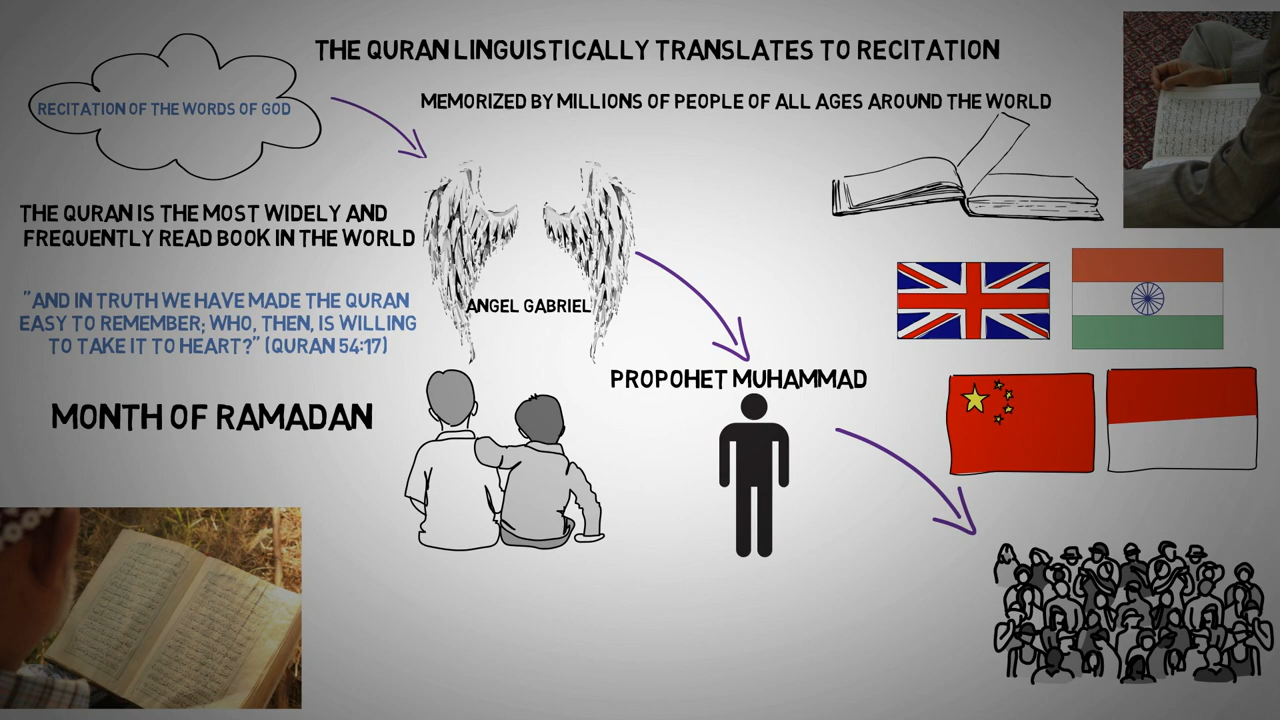 THE QURAN LINGUISTICALLY TRANSLATES TO RECITATION
RECITATION OF THE WORDS OF GOD
MEMORIZED BY MILLIONS OF PEOPLE OF ALL AGES AROUND THE WORLD
THE QURAN IS THE MOST WIDELY AND
FREQUENTLY READ BOOK IN THE WORLD
"AND IN TRUTH WE HAVE MADE THE QURAN
EASY TO REMEMBER; WHO, THEN, IS WILLING
TO TAKE IT TO HEART?" (QURAN 54:17)
ANGEL GABRIEL
PROPOHET MUHAMMAD
MONTH OF RAMADAN